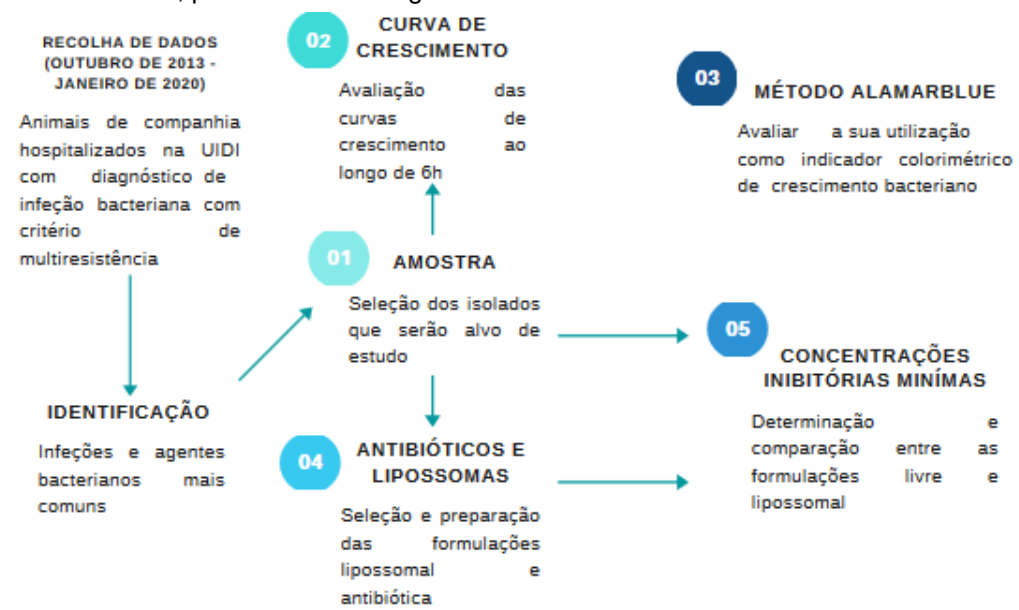 RECOLHA DE DADOS
(OUTUBRO DE 2013 -
JANEIRO DE 2020)
Animais de companhia
hospitalizados na UIDI
com diagnóstico de
infeção bacteriana com
critério de
multiresistência
IDENTIFICAÇÃO
Infeções e agentes
bacterianos mais
comuns
01
AMOSTRA
Seleção dos isolados
que serão alvo de
estudo
02
CURVA DE
CRESCIMENTO
Avaliação das
curvas de
crescimento ao
longo de 6h
03
MÉTODO ALAMARBLUE
Avaliar a sua utilização
como indicador colorimétrico
de crescimento bacteriano
04
ANTIBIÓTICOS E
LIPOSSOMAS
Seleção e preparação
das formulações
lipossomal e
antibiótica
05
CONCENTRAÇÕES
INIBITÓRIAS MINÍMAS
Determinação e
comparação entre as
formulações livre e
lipossomal